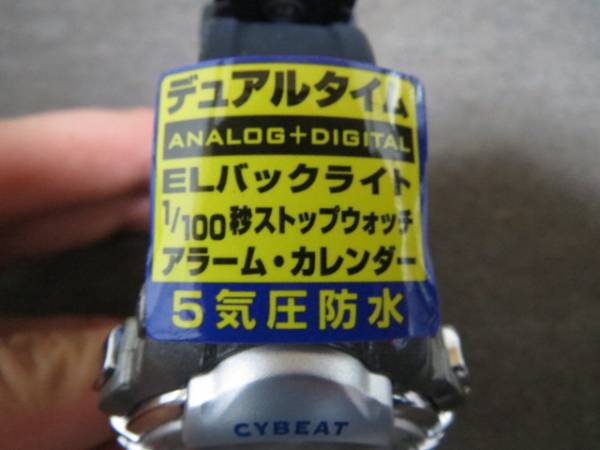 デュアルタイム
ANALOG+DIGITAL
ELバックライト
1/100秒ストップウォッチ
アラーム・カレンダー
5気圧防水
CYBEAT